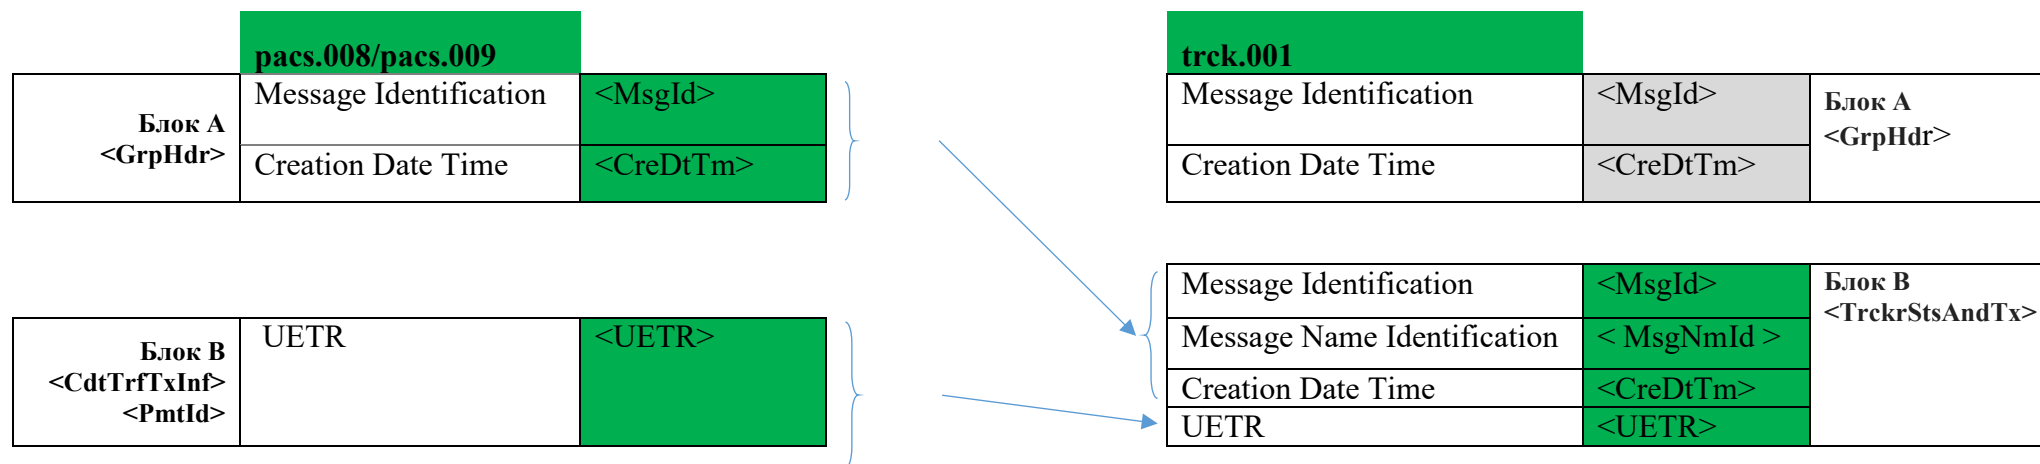 pacs.008/pacs.009
Блок А
<GrpHdr>
Message Identification
<MsgId>
Creation Date Time
<CreDtTm>
Блок В
<CdtTrfTxInf>
<PmtId>
UETR
<UETR>
trck.001
Message Identification
<MsgId>
Блок А
<GrpHdr>
Creation Date Time
<CreDtTm>
Message Identification
<MsgId>
Блок В
<TrckrStsAndTx>
Message Name Identification
< MsgNmId >
Creation Date Time
<CreDtTm>
UETR
<UETR>